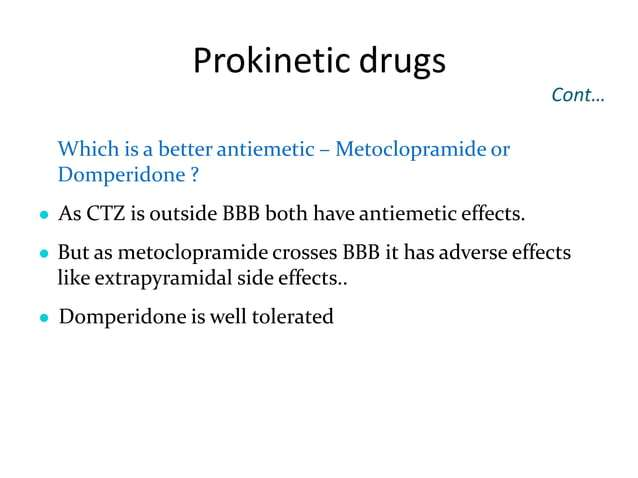 Prokinetic drugs
Cont…
Which is a better antiemetic – Metoclopramide or
Domperidone ?
● As CTZ is outside BBB both have antiemetic effects.
● But as metoclopramide crosses BBB it has adverse effects
like extrapyramidal side effects..
● Domperidone is well tolerated